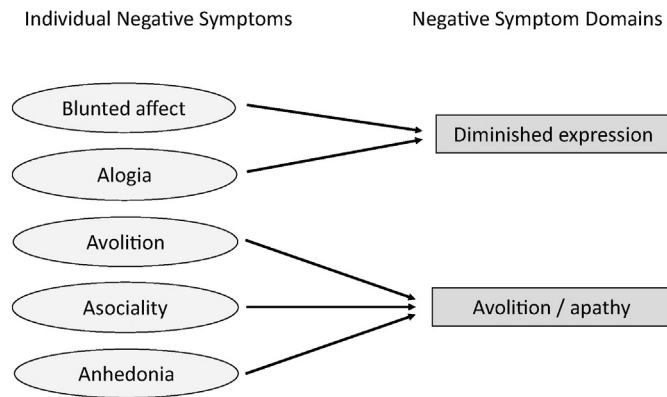 Individual Negative Symptoms
Negative Symptom Domains
Blunted affect
Alogia
Avolition
Asociality
Anhedonia
Diminished expression
Avolition / apathy